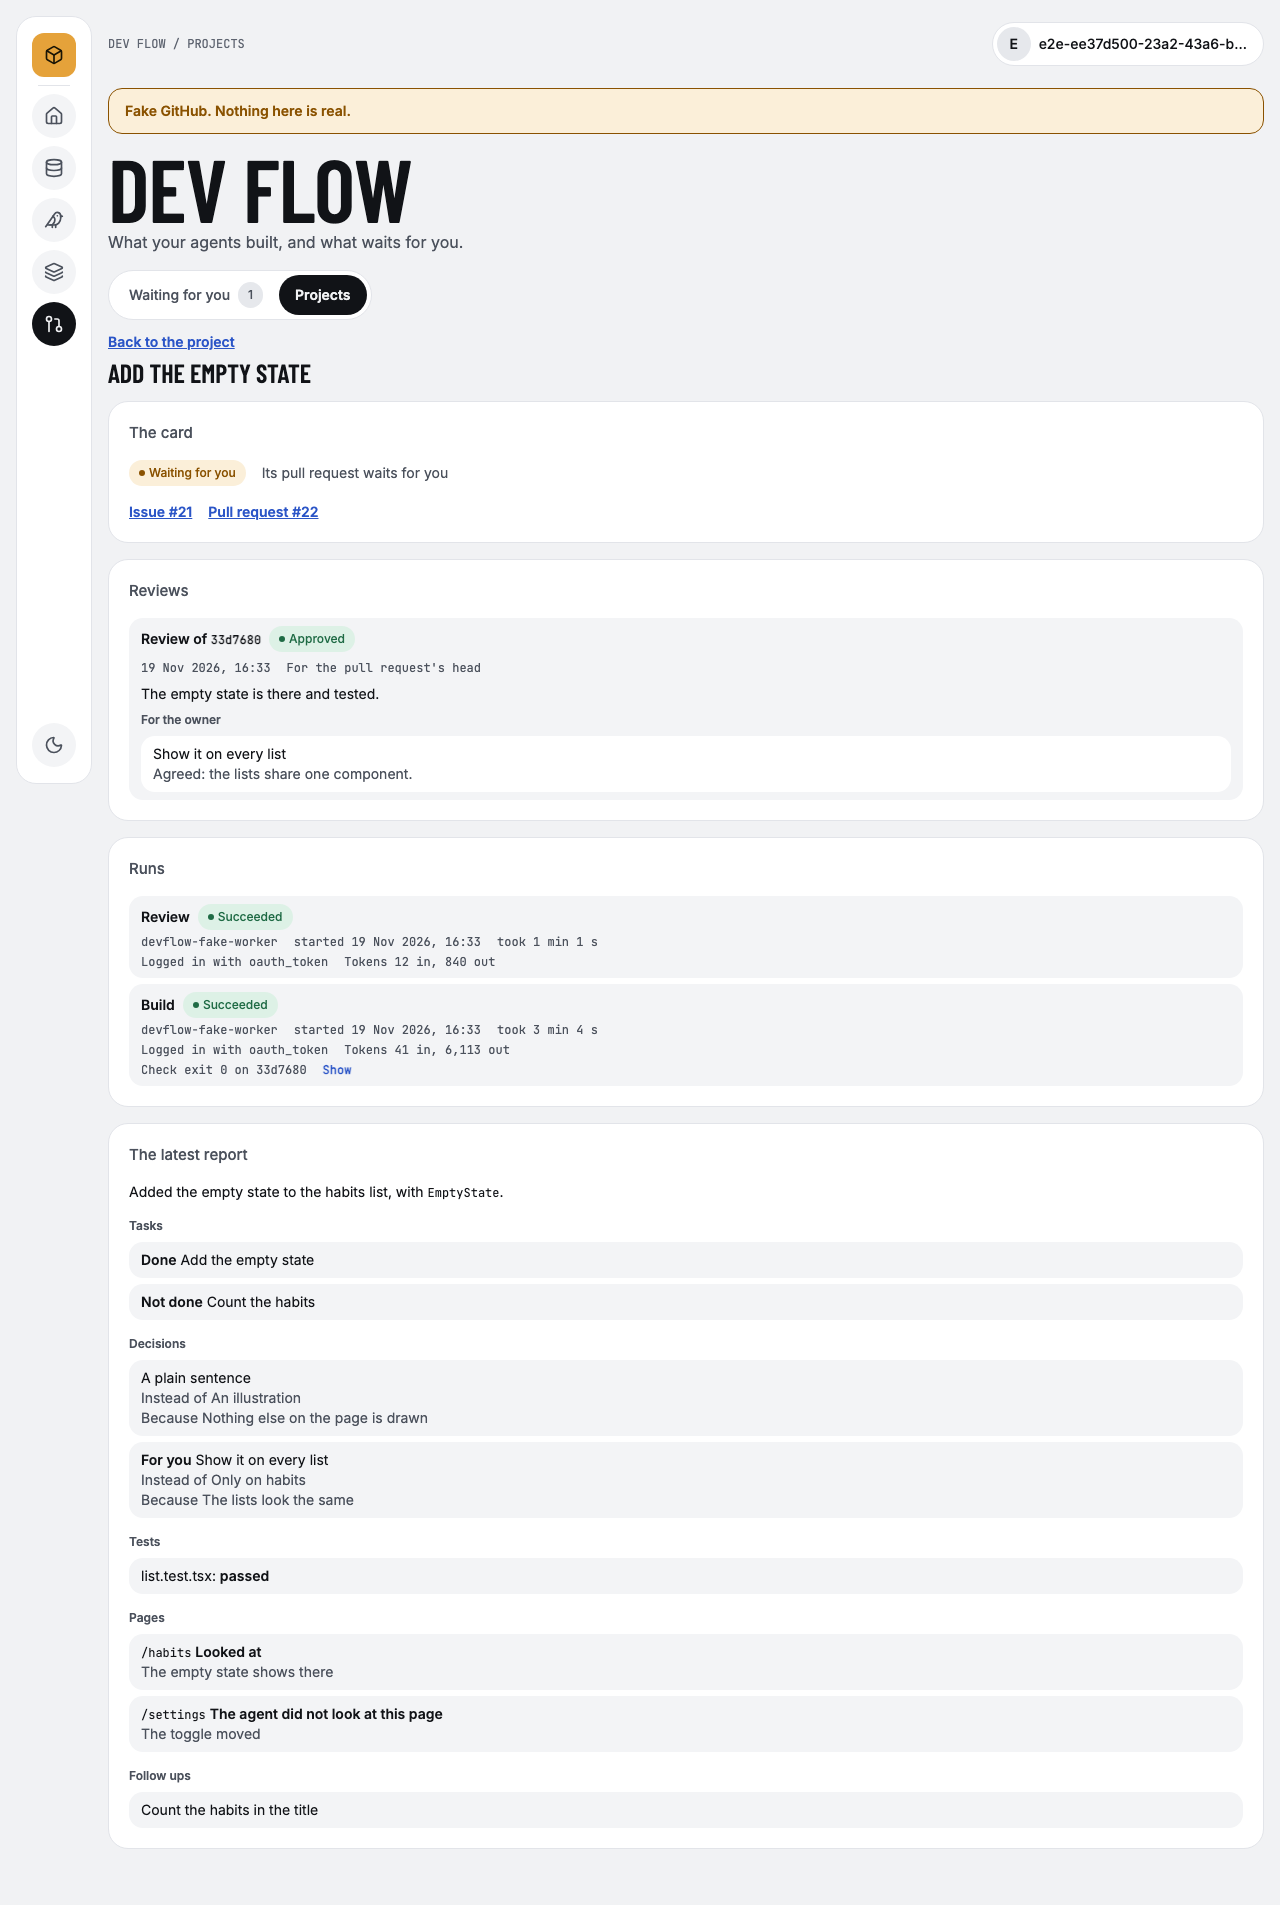 DEV FLOW / PROJECTS
E
e2e-ee37d500-23a2-43a6-b...
Fake GitHub. Nothing here is real.
DEV FLOW
What your agents built, and what waits for you.
Waiting for you 1 Projects
Back to the project
ADD THE EMPTY STATE
The card
Waiting for you Its pull request waits for you
Issue #21 Pull request #22
Reviews
Review of 33d7680 Approved
19 Nov 2026, 16:33 For the pull request's head
The empty state is there and tested.
For the owner
Show it on every list
Agreed: the lists share one component.
Runs
Review Succeeded
devflow-fake-worker started 19 Nov 2026, 16:33 took 1 min 1 s
Logged in with oauth_token Tokens 12 in, 840 out
Build Succeeded
devflow-fake-worker started 19 Nov 2026, 16:33 took 3 min 4 s
Logged in with oauth_token Tokens 41 in, 6,113 out
Check exit 0 on 33d7680 Show
The latest report
Added the empty state to the habits list, with EmptyState.
Tasks
Done Add the empty state
Not done Count the habits
Decisions
A plain sentence
Instead of An illustration
Because Nothing else on the page is drawn
For you Show it on every list
Instead of Only on habits
Because The lists look the same
Tests
list.test.tsx: passed
Pages
/habits Looked at
The empty state shows there
/settings The agent did not look at this page
The toggle moved
Follow ups
Count the habits in the title